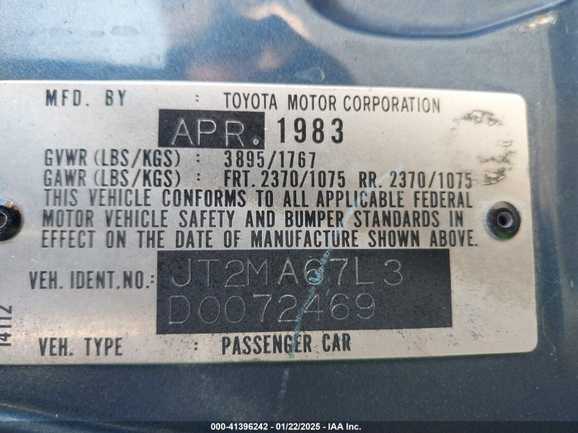 MFD. BY : TOYOTA MOTOR CORPORATION
APR. 1983
GVWR (LBS/KGS) : 3895/1767
GAWR (LBS/KGS) : FRT. 2370/1075 RR. 2370/1075
THIS VEHICLE CONFORMS TO ALL APPLICABLE FEDERAL
MOTOR VEHICLE SAFETY AND BUMPER STANDARDS IN
EFFECT ON THE DATE OF MANUFACTURE SHOWN ABOVE.
VEH. IDENT.NO.: JT2MA67L3
D0072469
VEH. TYPE : PASSENGER CAR
14112
000-41396242 - 01/22/2025 - IAA Inc.